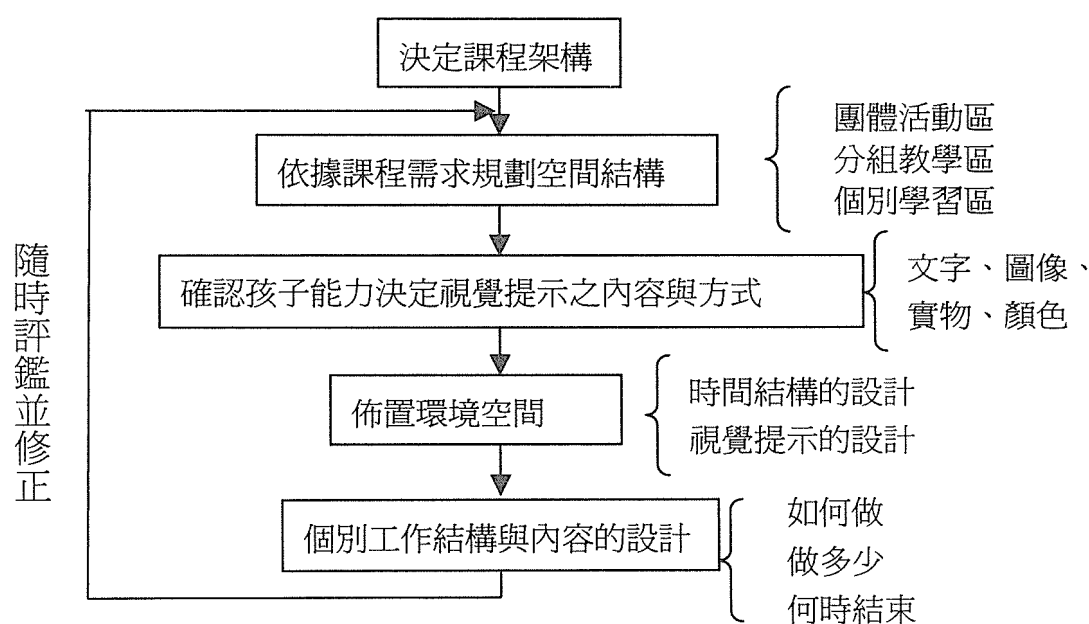 決定課程架構
依據課程需求規劃空間結構
團體活動區
分組教學區
個別學習區
確認孩子能力決定視覺提示之內容與方式
文字、圖像、
實物、顏色
佈置環境空間
時間結構的設計
視覺提示的設計
個別工作結構與內容的設計
如何做
做多少
何時結束
隨時評鑑並修正